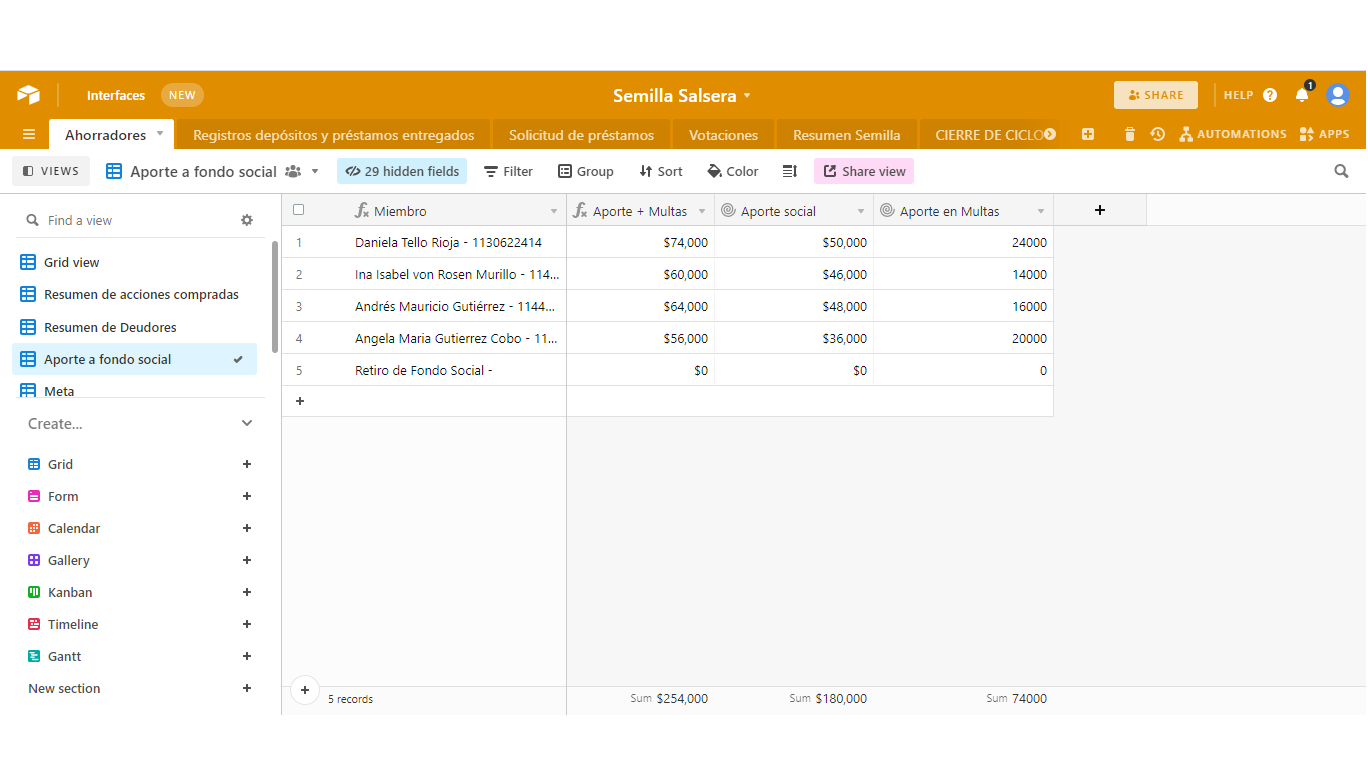 Interfaces NEW Semilla Salsera SHARE HELP ? 1
Ahorradores Registros depósitos y préstamos entregados Solicitud de préstamos Votaciones Resumen Semilla CIERRE DE CICLO AUTOMATIONS APPS
VIEWS Aporte a fondo social 29 hidden fields Filter Group Sort Color Share view
Find a view
Grid view
Resumen de acciones compradas
Resumen de Deudores
Aporte a fondo social
Meta
Create...
Grid +
Form +
Calendar +
Gallery +
Kanban +
Timeline +
Gantt +
New section +
Miembro Aporte + Multas Aporte social Aporte en Multas +
1 Daniela Tello Rioja - 1130622414 $74,000 $50,000 24000
2 Ina Isabel von Rosen Murillo - 114... $60,000 $46,000 14000
3 Andrés Mauricio Gutiérrez - 1144... $64,000 $48,000 16000
4 Angela Maria Gutierrez Cobo - 11... $56,000 $36,000 20000
5 Retiro de Fondo Social - $0 $0 0
+
+ 5 records Sum $254,000 Sum $180,000 Sum 74000